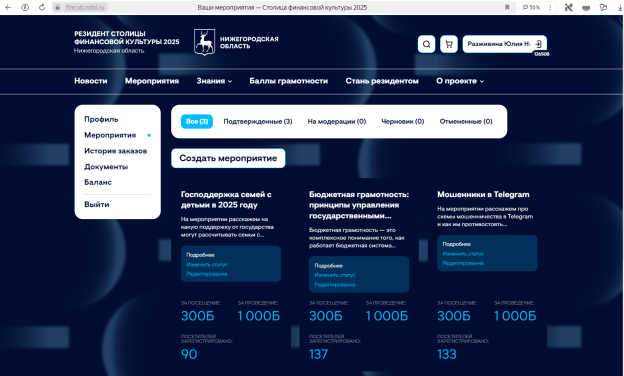 fincult.nobl.ru
Ваши мероприятия — Столица финансовой культуры 2025
50 %
РЕЗИДЕНТ СТОЛИЦЫ
ФИНАНСОВОЙ КУЛЬТУРЫ 2025
Нижегородская область
НИЖЕГОРОДСКАЯ
ОБЛАСТЬ
Разживина Юлия Н
13650Б
Новости Мероприятия Знания Баллы грамотности Стань резидентом О проекте
Профиль
Мероприятия
История заказов
Документы
Баланс
Выйти
Все (3) Подтвержденные (3) На модерации (0) Черновик (0) Отмененные (0)
Создать мероприятие
Господдержка семей с
детьми в 2025 году
На мероприятии расскажем на
какую поддержку от государства
могут рассчитывать семьи с...
Подробнее
Изменить статус
Редактирование
ЗА ПОСЕЩЕНИЕ: ЗА ПРОВЕДЕНИЕ:
300Б 1 000Б
ПОСЕТИТЕЛЕЙ
ЗАРЕГИСТРИРОВАНО:
90
Бюджетная грамотность:
принципы управления
государственными...
Бюджетная грамотность — это
комплексное понимание того, как
работает бюджетная система...
Подробнее
Изменить статус
Редактирование
ЗА ПОСЕЩЕНИЕ: ЗА ПРОВЕДЕНИЕ:
300Б 1 000Б
ПОСЕТИТЕЛЕЙ
ЗАРЕГИСТРИРОВАНО:
137
Мошенники в Telegram
На мероприятии расскажем про
схемы мошенничества в Telegram
и как им противостоять...
Подробнее
Изменить статус
Редактирование
ЗА ПОСЕЩЕНИЕ: ЗА ПРОВЕДЕНИЕ:
300Б 1 000Б
ПОСЕТИТЕЛЕЙ
ЗАРЕГИСТРИРОВАНО:
133